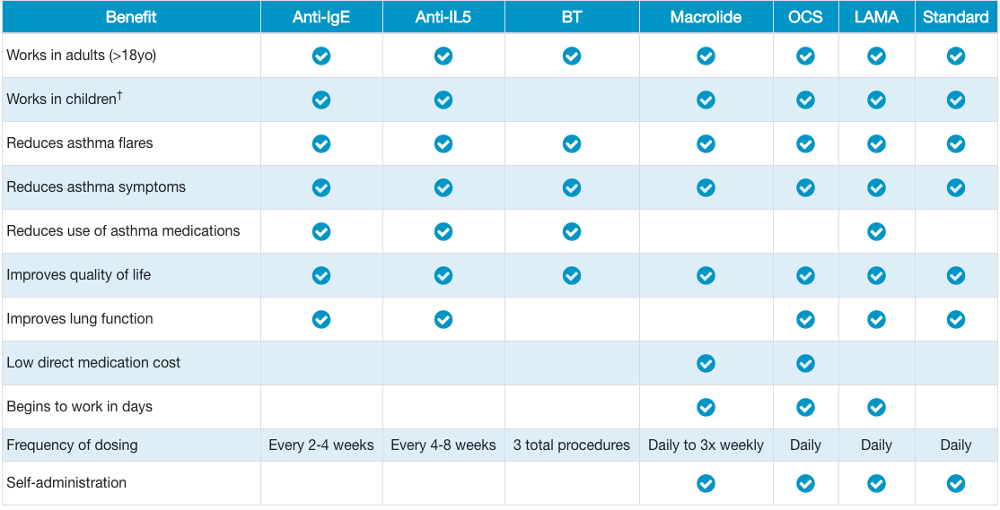 Benefit Anti-IgE Anti-IL5 BT Macrolide OCS LAMA Standard
Works in adults (>18yo)
Works in children†
Reduces asthma flares
Reduces asthma symptoms
Reduces use of asthma medications
Improves quality of life
Improves lung function
Low direct medication cost
Begins to work in days
Frequency of dosing Every 2-4 weeks Every 4-8 weeks 3 total procedures Daily to 3x weekly Daily Daily Daily
Self-administration